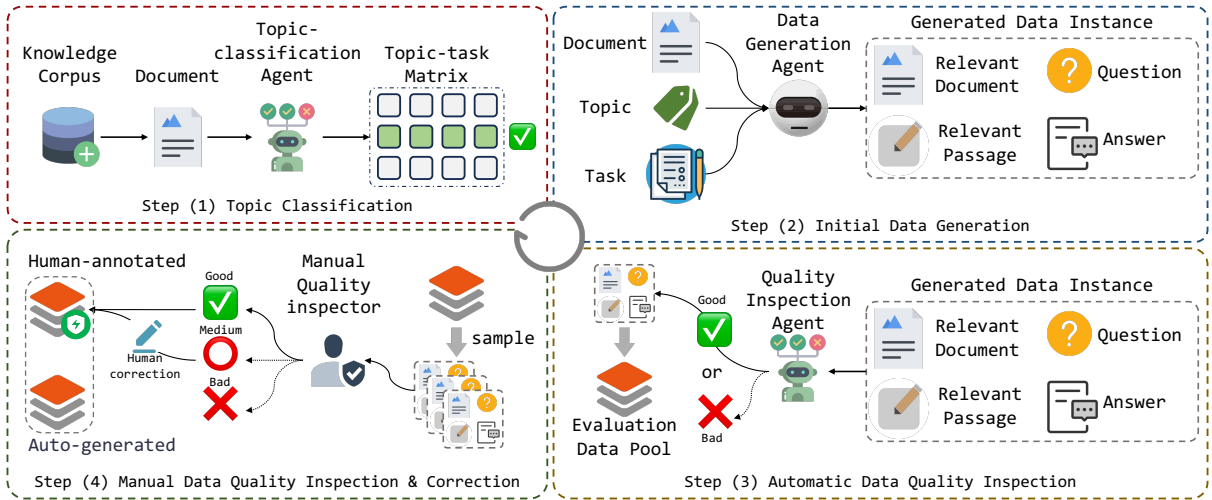 Knowledge
Corpus
Document
Topic-
classification
Agent
Topic-task
Matrix
Step (1) Topic Classification
Document
Topic
Task
Data
Generation
Agent
Generated Data Instance
Relevant
Document
Question
Relevant
Passage
Answer
Step (2) Initial Data Generation
Human-annotated
Auto-generated
Good
Medium
Bad
Human
correction
Manual
Quality
inspector
sample
Step (4) Manual Data Quality Inspection & Correction
Evaluation
Data Pool
Good
or
Bad
Quality
Inspection
Agent
Generated Data Instance
Relevant
Document
Question
Relevant
Passage
Answer
Step (3) Automatic Data Quality Inspection